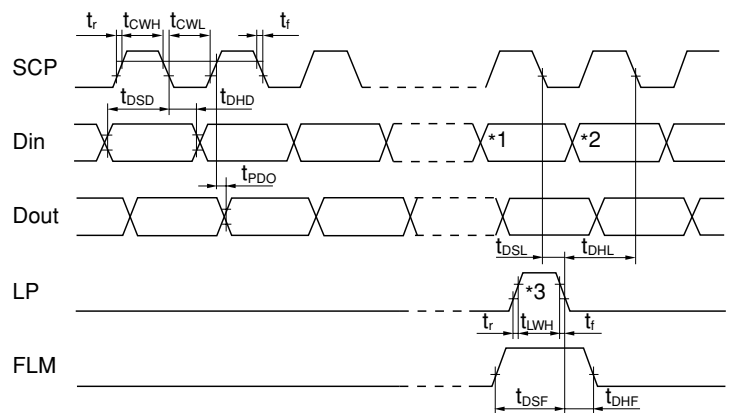 tr tCWH tCWL tf
SCP
tDSD tDHD
Din *1 *2
tPDO
Dout
tDSL tDHL
LP *3
tr tLWH tf
FLM
tDSF tDHF